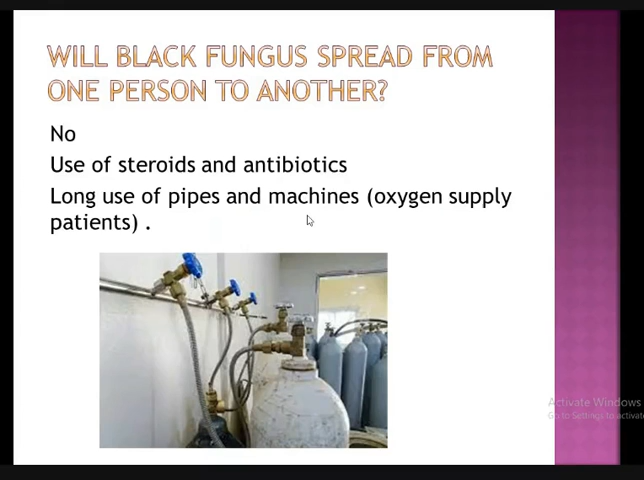 WILL BLACK FUNGUS SPREAD FROM
ONE PERSON TO ANOTHER?
No
Use of steroids and antibiotics
Long use of pipes and machines (oxygen supply
patients) .
Activate Windows
Go to Settings to activate